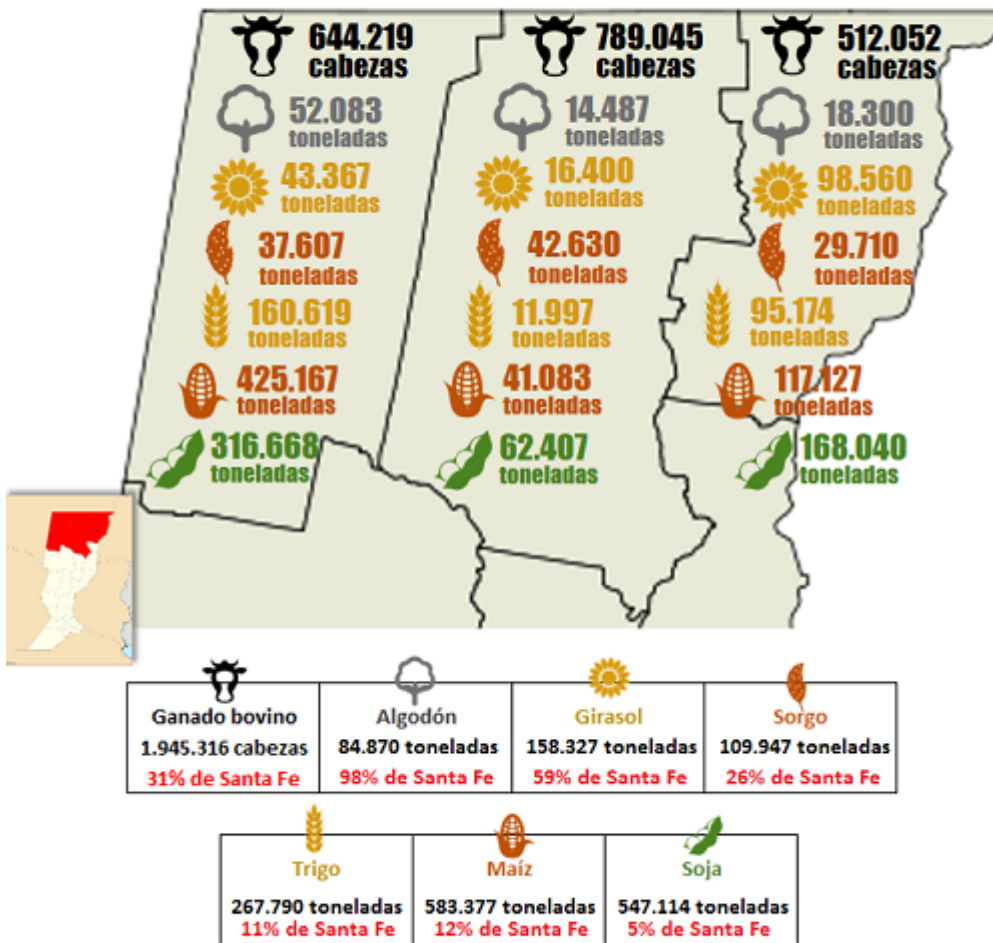 644.219
cabezas
52.083
toneladas
43.367
toneladas
37.607
toneladas
160.619
toneladas
425.167
toneladas
316.668
toneladas
789.045
cabezas
14.487
toneladas
16.400
toneladas
42.630
toneladas
11.997
toneladas
41.083
toneladas
62.407
toneladas
512.052
cabezas
18.300
toneladas
98.560
toneladas
29.710
toneladas
95.174
toneladas
117.127
toneladas
168.040
toneladas
Ganado bovino
1.945.316 cabezas
31% de Santa Fe
Algodón
84.870 toneladas
98% de Santa Fe
Girasol
158.327 toneladas
59% de Santa Fe
Sorgo
109.947 toneladas
26% de Santa Fe
Trigo
267.790 toneladas
11% de Santa Fe
Maíz
583.377 toneladas
12% de Santa Fe
Soja
547.114 toneladas
5% de Santa Fe